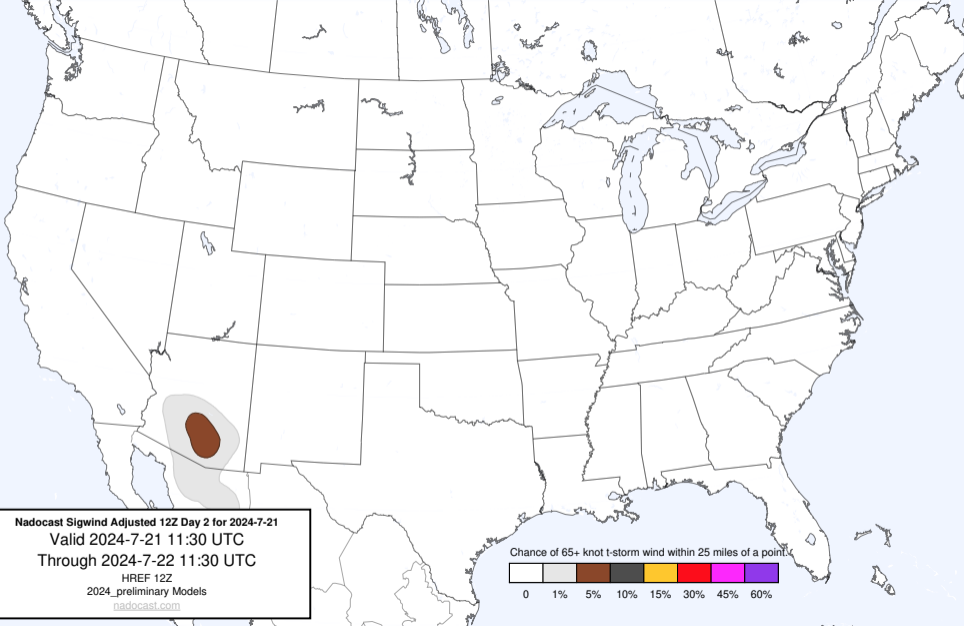 Nadocast Sigwind Adjusted 12Z Day 2 for 2024-7-21
Valid 2024-7-21 11:30 UTC
Through 2024-7-22 11:30 UTC
HREF 12Z
2024_preliminary Models
nadocast.com
Chance of 65+ knot t-storm wind within 25 miles of a point.
0 1% 5% 10% 15% 30% 45% 60%